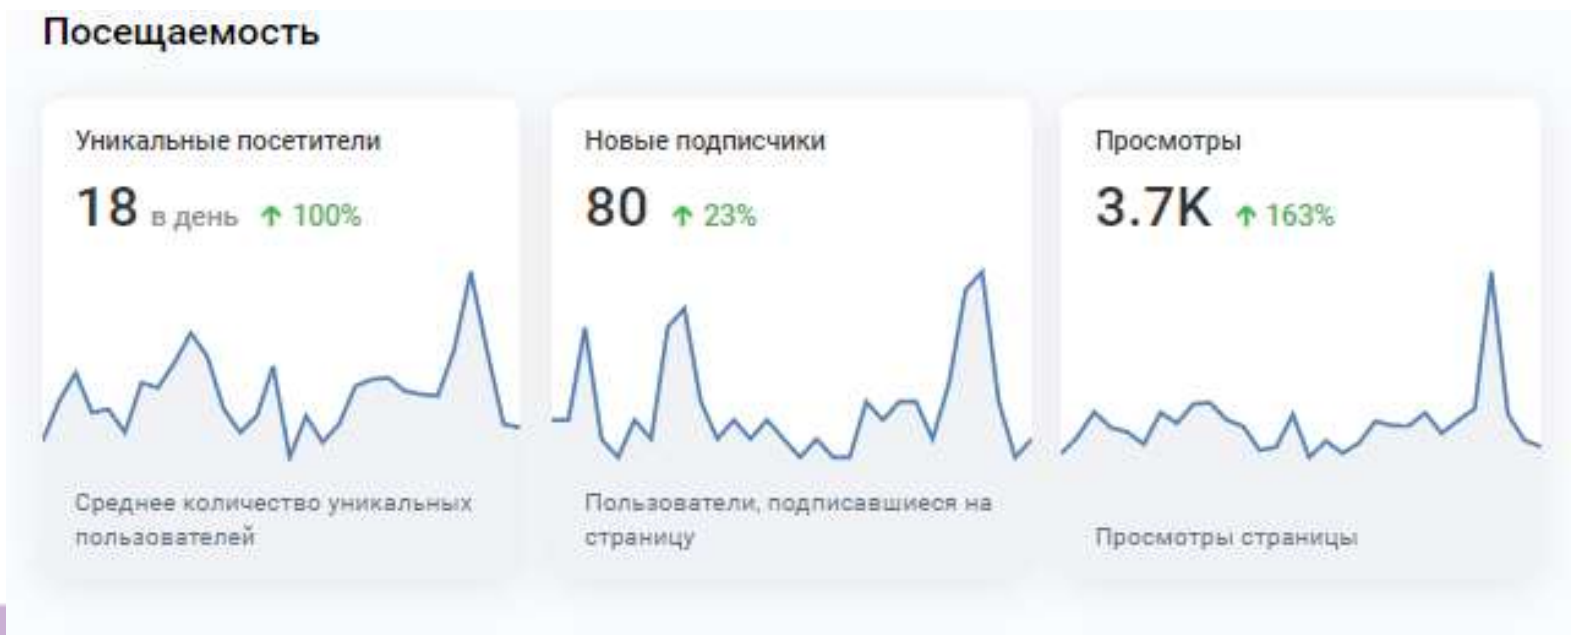 Посещаемость
Уникальные посетители
18 в день ↑ 100%
Среднее количество уникальных
пользователей
Новые подписчики
80 ↑ 23%
Пользователи, подписавшиеся на
страницу
Просмотры
3.7K ↑ 163%
Просмотры страницы